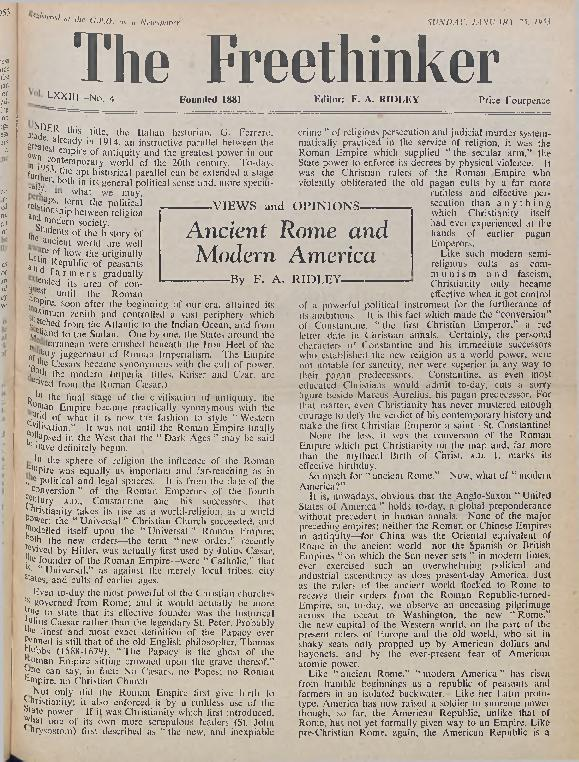 Registered at the G.P.O. as a Newspaper
SUNDAY, JANUARY 25, 1953
The Freethinker
Vol. LXXIII—No. 4
Founded 1881
Editor: F. A. RIDLEY
Price Fourpence
VIEWS and OPINIONS
Ancient Rome and
Modern America
By F. A. RIDLEY
UNDER this title, the Italian historian, G. Ferrero,
made, already in 1914, an instructive parallel between the
greatest empire of antiquity and the greatest power in our
own contemporary world of the 20th century. To-day,
in 1953, the apt historical parallel can be extended a stage
further, both in its general political sense and, more specifi-
cally, in what we may,
perhaps, term the political
relationship between religion
and modern society.
Students of the history of
the ancient world are well
aware of how the originally
Latin Republic of peasants
and farmers gradually
extended its area of con-
quest until the Roman
Empire, soon after the beginning of our era, attained its
maximum zenith and controlled a vast periphery which
stretched from the Atlantic to the Indian Ocean, and from
Scotland to the Sudan. One by one, the States around the
Mediterranean were crushed beneath the Iron Heel of the
military juggernaut of Roman Imperialism. The Empire
of the Caesars became synonymous with the cult of power.
(Both the modern Imperial titles, Kaiser and Czar, are
derived from the Roman Caesar.)
In the final stage of the civilisation of antiquity, the
Roman Empire became practically synonymous with the
world of what it is now the fashion to style "Western
Civilisation." It was not until the Roman Empire finally
collapsed in the West that the "Dark Ages" may be said
to have definitely begun.
In the sphere of religion the influence of the Roman
Empire was equally as important and far-reaching as in
the political and legal spheres. It is from the date of the
"conversion" of the Roman Emperors of the fourth
century A.D., Constantine and his successors, that
Christianity takes its rise as a world-religion, as a world
power; the "Universal" Christian Church succeeded, and
modelled itself upon the "Universal" Roman Empire;
both the new orders—the term "new order," recently
revived by Hitler, was actually first used by Julius Cæsar,
the founder of the Roman Empire—were "Catholic," that
is "Universal," as against the merely local tribes, city
states, and cults of earlier ages.
Even to-day the most powerful of the Christian churches
is governed from Rome; and it would actually be more
true to state that its effective founder was the historical
Julius Cæsar rather than the legendary St. Peter. Probably
the finest and most exact definition of the Papacy ever
penned is still that of the old English philosopher, Thomas
Hobbs (1588-1679), "The Papacy is the ghost of the
Roman Empire sitting crowned upon the grave thereof."
One can say, in fact: No Cæsars, no Popes; no Roman
Empire, no Christian Church.
Not only did the Roman Empire first give birth to
Christianity; it also enforced it by a ruthless use of the
State power. If it was Christianity which first introduced,
what one of its own more scrupulous leaders (St. John
Chrysostom) first described as "the new, and inexpiable
crime" of religious persecution and judicial murder system-
matically practiced in the service of religion, it was the
Roman Empire which supplied "the secular arm," the
State power to enforce its decrees by physical violence. It
was the Christian rulers of the Roman Empire who
violently obliterated the old pagan cults by a far more
ruthless and effective per-
secution than anything
which Christianity itself
had ever experienced at the
hands of earlier pagan
Emperors.
Like such modern semi-
religious cults as com-
munism and fascism,
Christianity only became
effective when it got control
of a powerful political instrument for the furtherance of
its ambitions. It is this fact which made the "conversion"
of Constantine, "the first Christian Emperor," a red
letter date in Christian annals. Certainly, the personal
characters of Constantine and his immediate successors
who established the new religion as a world power, were
not notable for sanctity, nor were superior in any way to
their pagan predecessors. Constantine, as even most
educated Christians would admit to-day, cuts a sorry
figure beside Marcus Aurelius, his pagan predecessor. For
that matter, even Christianity has never mustered enough
courage to defy the verdict of his contemporary history and
make the first Christian Emperor a saint—St. Constantine!
None the less, it was the conversion of the Roman
Empire which put Christianity on the map and, far more
than the mythical Birth of Christ, A.D. 1, marks its
effective birthday.
So much for "ancient Rome." Now, what of "modern
America?"
It is, nowadays, obvious that the Anglo-Saxon "United
States of America" holds to-day, a global preponderance
without precedent in human annals. None of the major
preceding empires; neither the Roman or Chinese Empires
in antiquity—for China was the Oriental equivalent of
Rome in the ancient world—nor the Spanish or British
Empires "on which the Sun never sets" in modern times,
ever exercised such an overwhelming political and
industrial ascendency as does present-day America. Just
as the rulers of the ancient world flocked to Rome to
receive their orders from the Roman Republic-turned-
Empire, so, to-day, we observe an unceasing pilgrimage
across the ocean to Washington, the new "Rome."
the new capital of the Western world, on the part of the
present rulers of Europe and the old world, who sit on
shaky seats only propped up by American dollars and
bayonets, and by the ever-present fear of American
atomic power.
Like "ancient Rome," "modern America" has risen
from humble beginnings as a republic of peasants and
farmers in an isolated backwater. Like her Latin proto-
type, America has now raised a soldier to supreme power
though, so far, the American Republic, unlike that of
Rome, has not yet formally given way to an Empire. Like
pre-Christian Rome, again, the American Republic is a